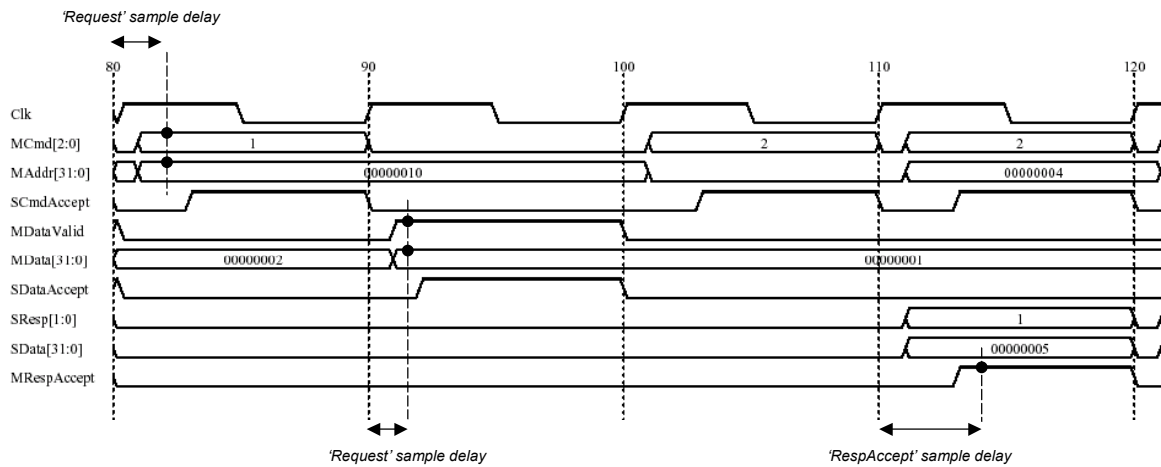 ‘Request’ sample delay
80 90 100 110 120
Clk
MCmd[2:0] 1 2 2
MAddr[31:0] 00000010 00000004
SCmdAccept
MDataValid
MData[31:0] 00000002 00000001
SDataAccept
SResp[1:0] 1
SData[31:0] 00000005
MRespAccept
‘Request’ sample delay ‘RespAccept’ sample delay